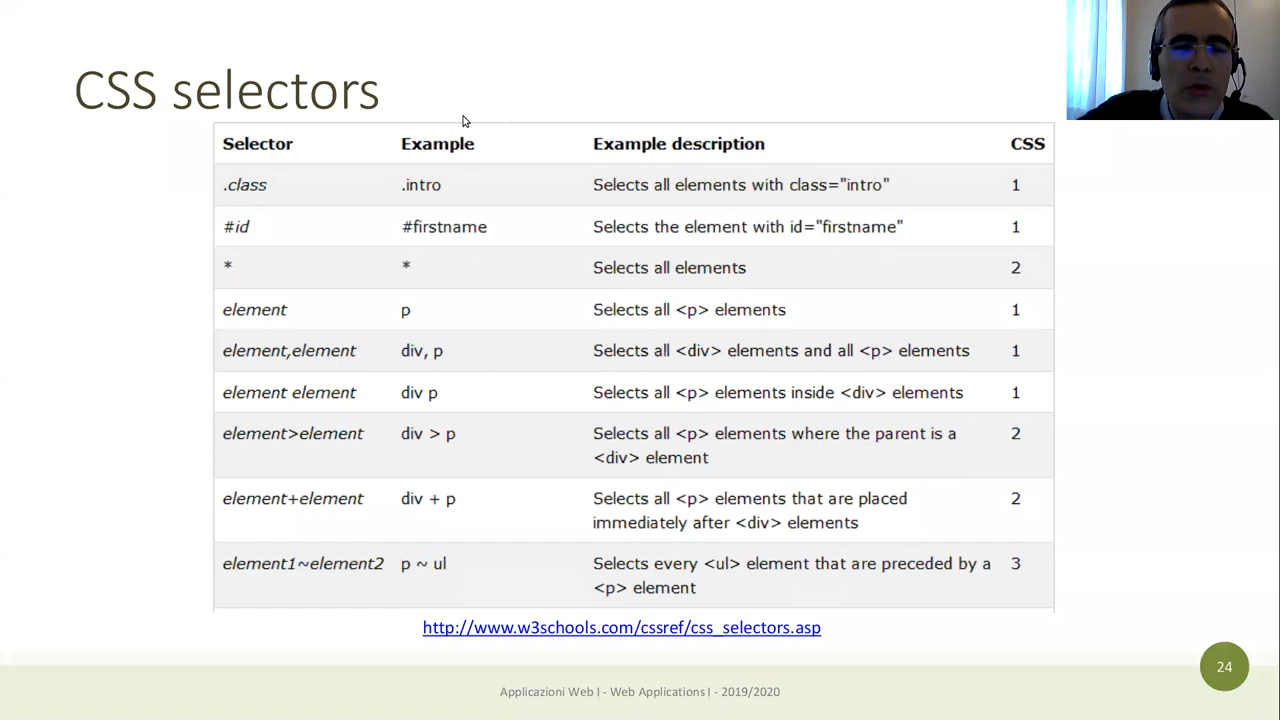 CSS selectors
Selector Example Example description CSS
.class .intro Selects all elements with class="intro" 1
#id #firstname Selects the element with id="firstname" 1
* * Selects all elements 2
element p Selects all <p> elements 1
element,element div, p Selects all <div> elements and all <p> elements 1
element element div p Selects all <p> elements inside <div> elements 1
element>element div > p Selects all <p> elements where the parent is a 2
<div> element
element+element div + p Selects all <p> elements that are placed 2
immediately after <div> elements
element1~element2 p ~ ul Selects every <ul> element that are preceded by a 3
<p> element
http://www.w3schools.com/cssref/css_selectors.asp
24
Applicazioni Web I - Web Applications I - 2019/2020